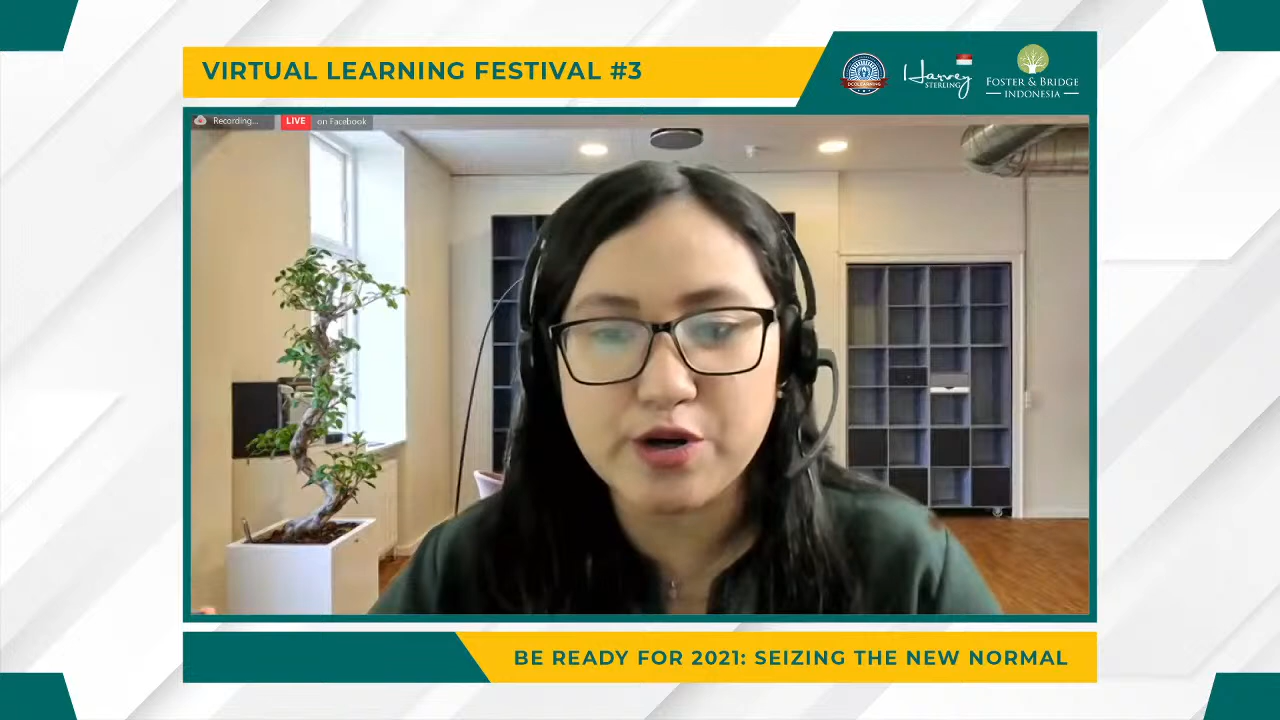 VIRTUAL LEARNING FESTIVAL #3
DCOLEARNING
Harvey
STERLING
FOSTER & BRIDGE
INDONESIA
Recording...
LIVE on Facebook
BE READY FOR 2021: SEIZING THE NEW NORMAL